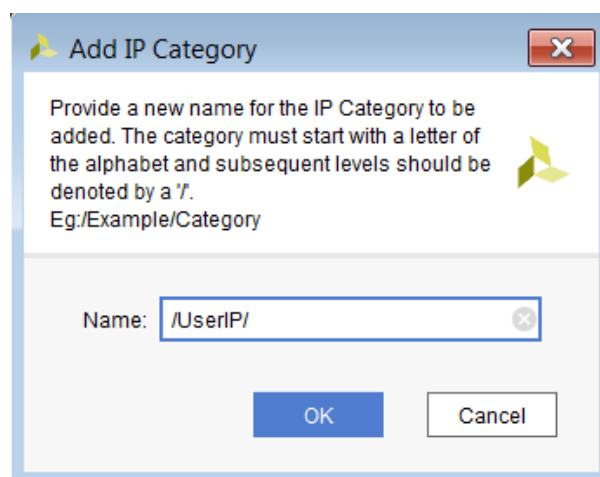 Add IP Category
Provide a new name for the IP Category to be
added. The category must start with a letter of
the alphabet and subsequent levels should be
denoted by a '/'.
Eg:/Example/Category
Name: /UserIP/
OK Cancel